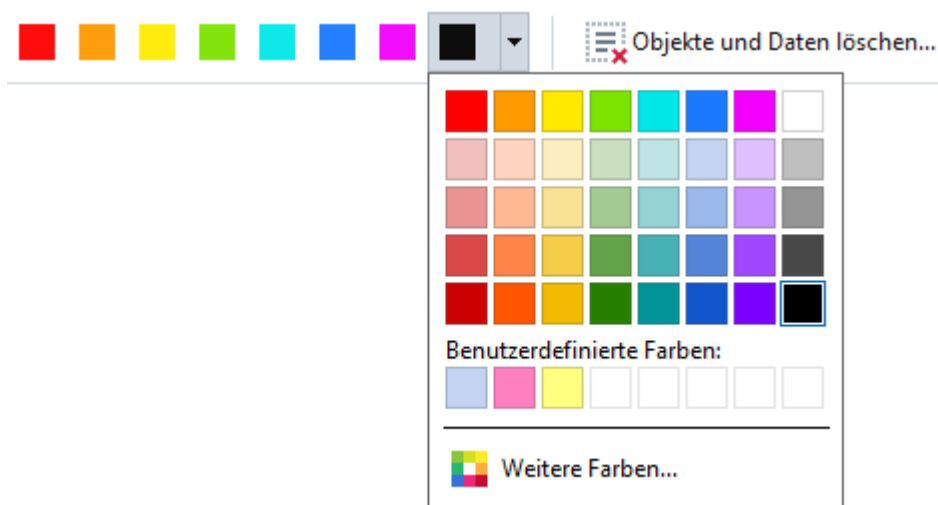 Objekte und Daten löschen...
Benutzerdefinierte Farben:
Weitere Farben...